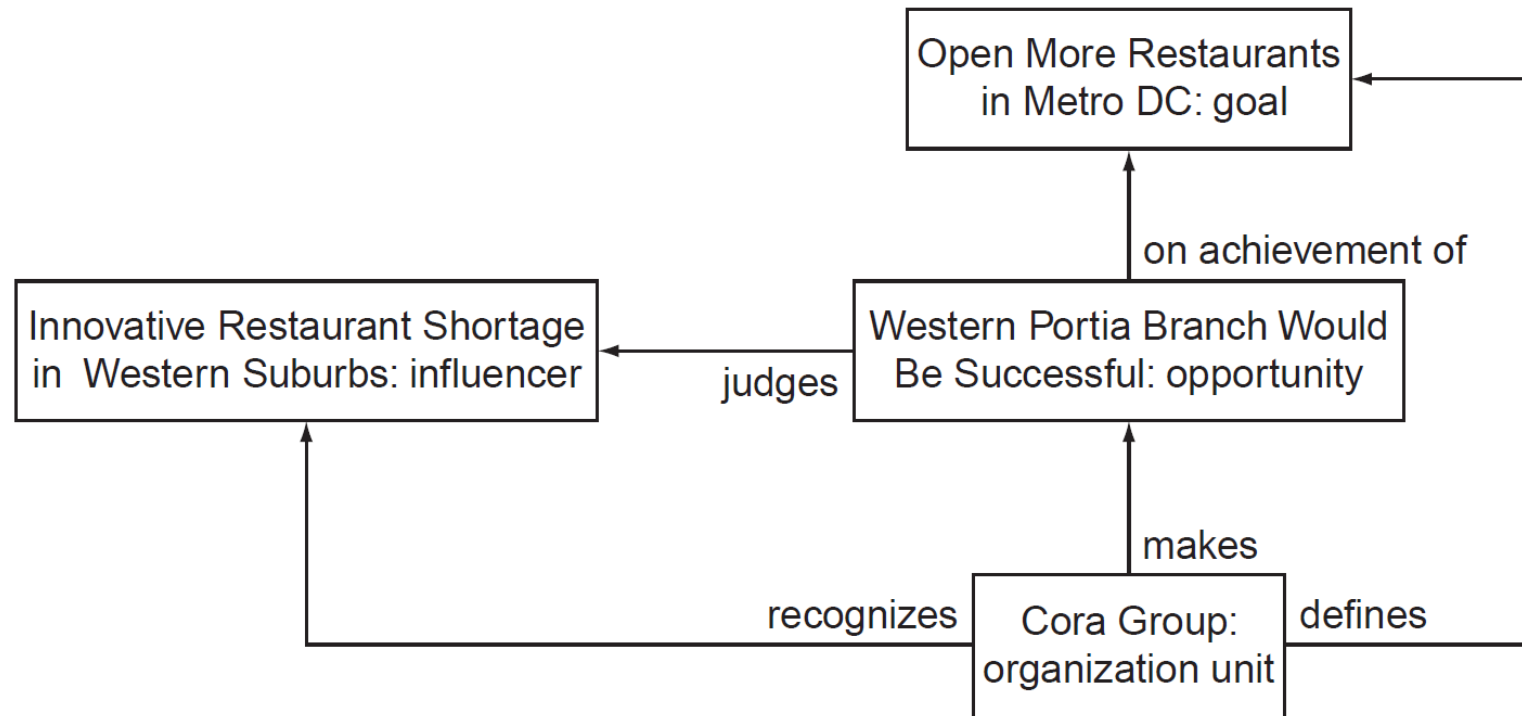 Open More Restaurants
in Metro DC: goal
on achievement of
Innovative Restaurant Shortage
in Western Suburbs: influencer
judges
Western Portia Branch Would
Be Successful: opportunity
makes
recognizes
Cora Group:
organization unit
defines